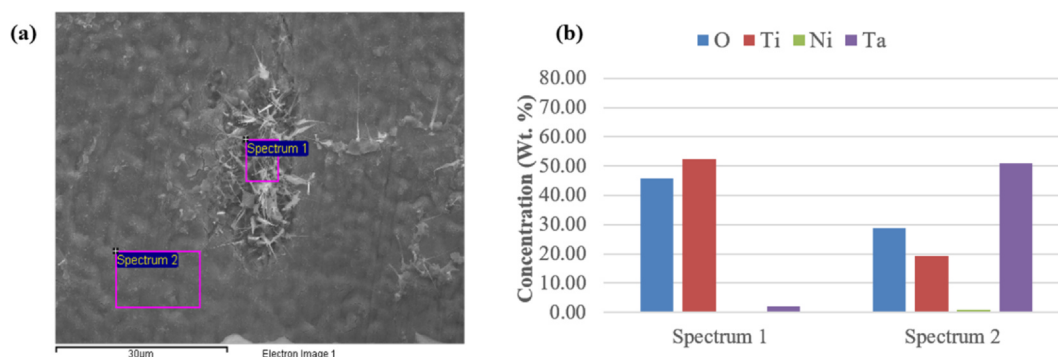 (a)
Spectrum 1
Spectrum 2
30μm
Electron Image 1
(b)
O Ti Ni Ta
Concentration (Wt. %)
80.00
70.00
60.00
50.00
40.00
30.00
20.00
10.00
0.00
Spectrum 1
Spectrum 2